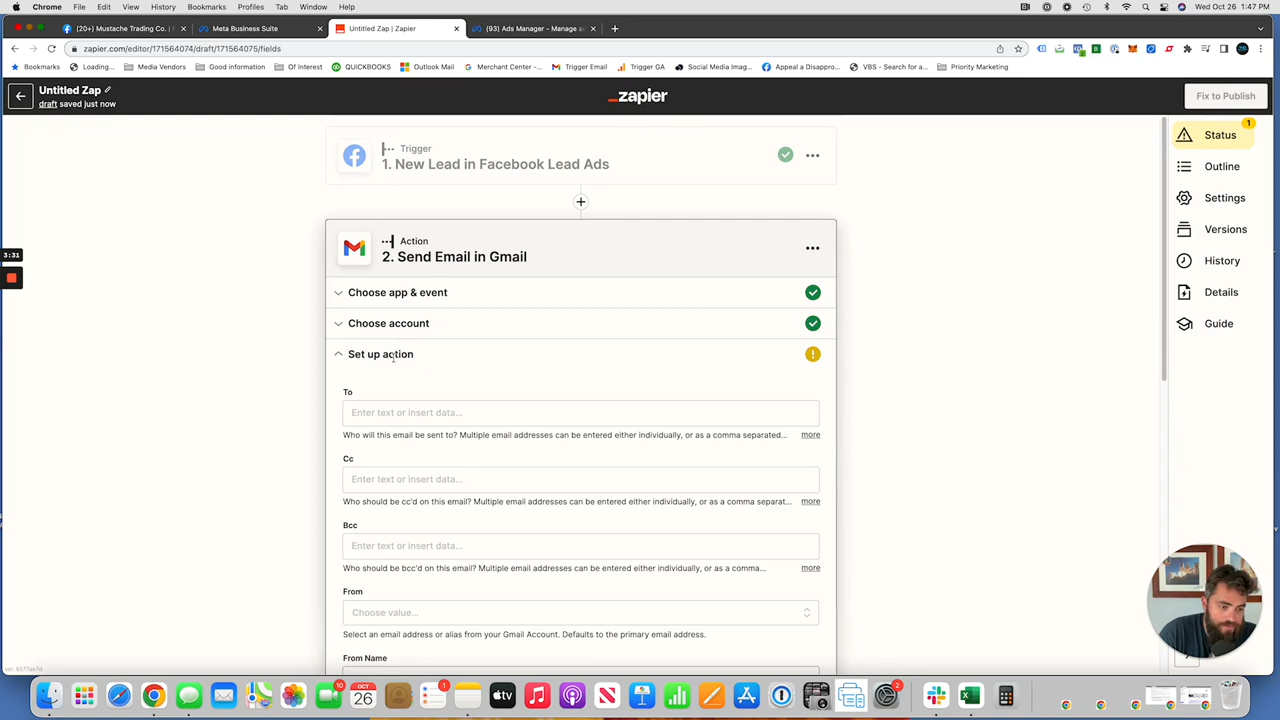 Chrome File Edit View History Bookmarks Profiles Tab Window Help Wed Oct 26 1:47 PM
(20+) Mustache Trading Co. | Meta Business Suite Untitled Zap | Zapier (93) Ads Manager - Manage
zapier.com/editor/171564074/draft/171564075/fields
Bookmarks Loading... Media Vendors Good information Of Interest QUICKBOOKS Outlook Mail Merchant Center -... Trigger Email Trigger GA Social Media Imag... Appeal a Disappro... VBS - Search for a... Priority Marketing
Untitled Zap
draft saved just now
zapier
Fix to Publish
Trigger
1. New Lead in Facebook Lead Ads
Action
2. Send Email in Gmail
Choose app & event
Choose account
Set up action
To
Enter text or insert data...
Who will this email be sent to? Multiple email addresses can be entered either individually, or as a comma separated... more
Cc
Enter text or insert data...
Who should be cc'd on this email? Multiple email addresses can be entered either individually, or as a comma separat... more
Bcc
Enter text or insert data...
Who should be bcc'd on this email? Multiple email addresses can be entered either individually, or as a comma... more
From
Choose value...
Select an email address or alias from your Gmail Account. Defaults to the primary email address.
From Name
Status
1
Outline
Settings
Versions
History
Details
Guide
3:31
ver. 6577ae7d
10
OCT
26
1
tv
2